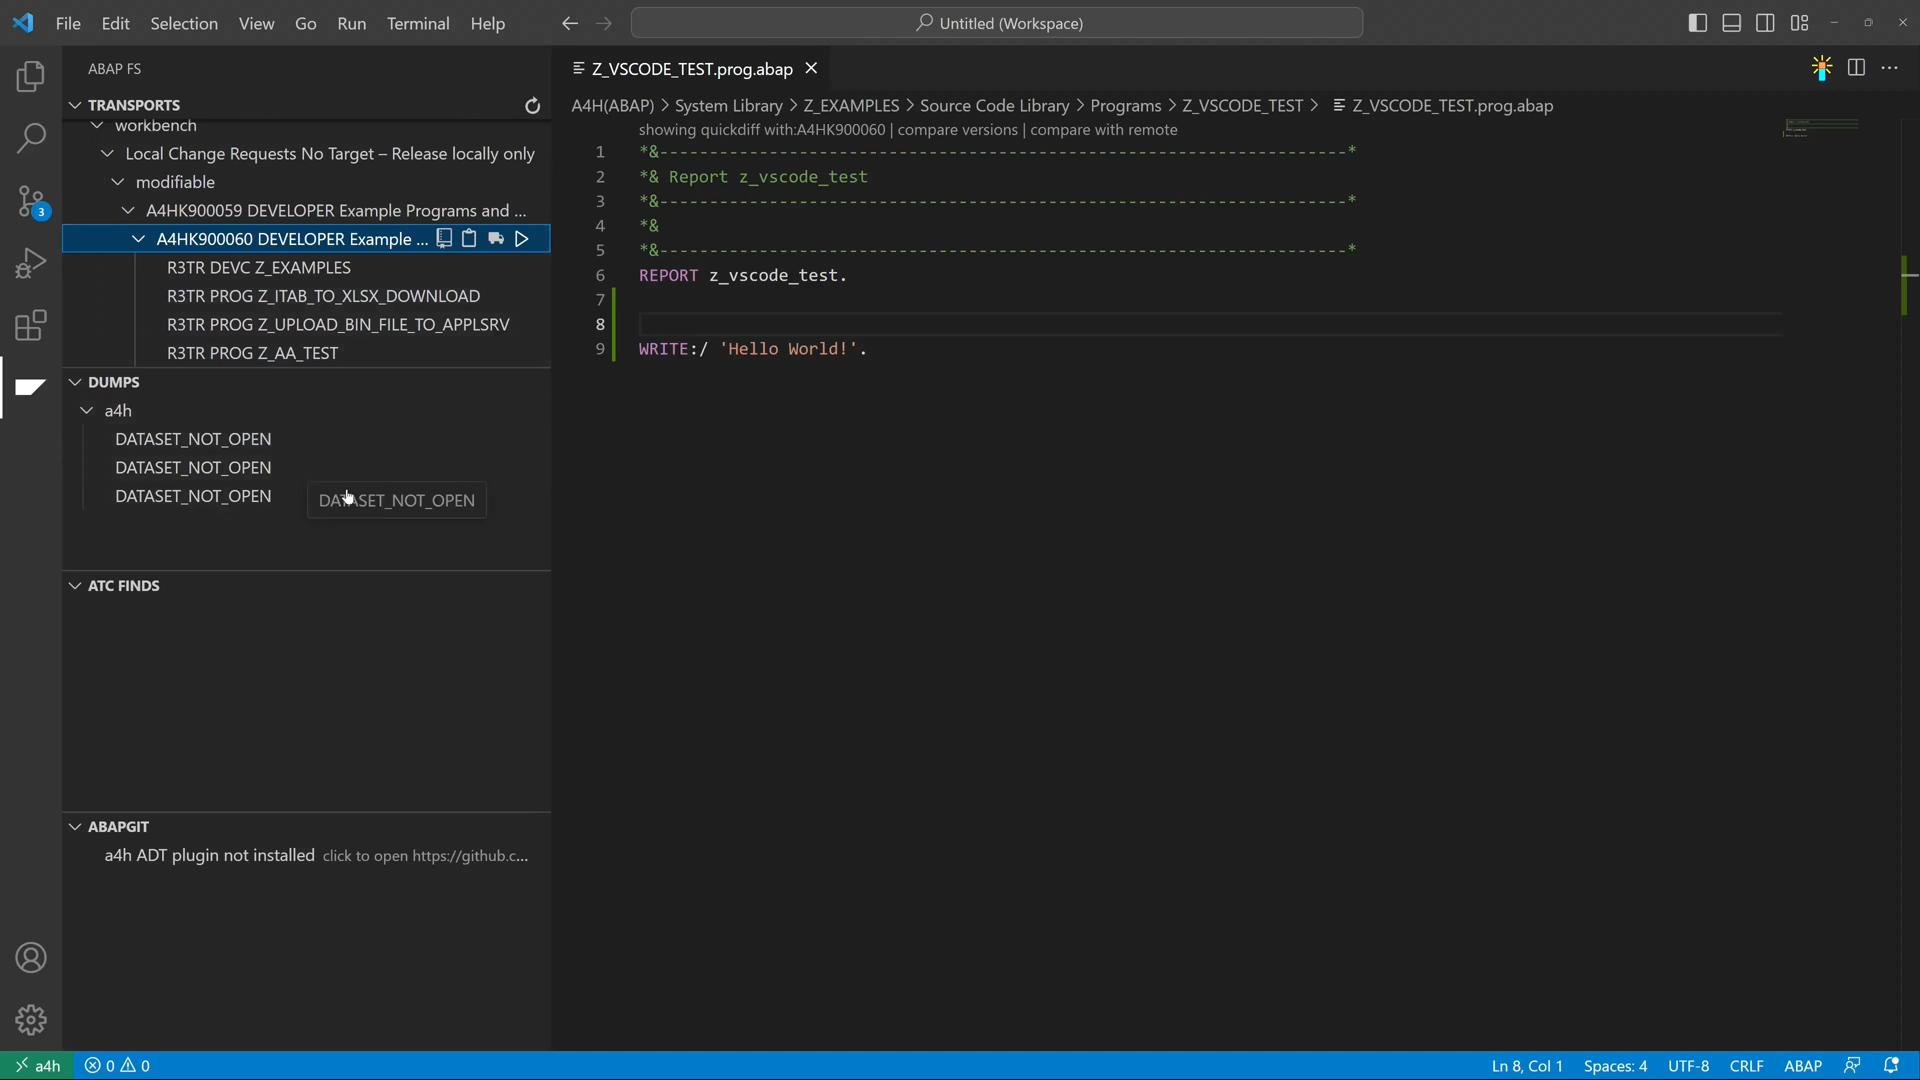 File Edit Selection View Go Run Terminal Help
Untitled (Workspace)
ABAP FS
TRANSPORTS
workbench
Local Change Requests No Target – Release locally only
modifiable
A4HK900059 DEVELOPER Example Programs and ...
A4HK900060 DEVELOPER Example ...
R3TR DEVC Z_EXAMPLES
R3TR PROG Z_ITAB_TO_XLSX_DOWNLOAD
R3TR PROG Z_UPLOAD_BIN_FILE_TO_APPLSRV
R3TR PROG Z_AA_TEST
DUMPS
a4h
DATASET_NOT_OPEN
DATASET_NOT_OPEN
DATASET_NOT_OPEN
DATASET_NOT_OPEN
ATC FINDS
ABAPGIT
a4h ADT plugin not installed click to open https://github.c...
3
Z_VSCODE_TEST.prog.abap
A4H(ABAP) > System Library > Z_EXAMPLES > Source Code Library > Programs > Z_VSCODE_TEST > Z_VSCODE_TEST.prog.abap
showing quickdiff with:A4HK900060 | compare versions | compare with remote
1 *&---------------------------------------------------------------------*
2 *& Report z_vscode_test
3 *&---------------------------------------------------------------------*
4 *&
5 *&---------------------------------------------------------------------*
6 REPORT z_vscode_test.
7
8
9 WRITE:/ 'Hello World!'.
a4h 0 0 Ln 8, Col 1 Spaces: 4 UTF-8 CRLF ABAP